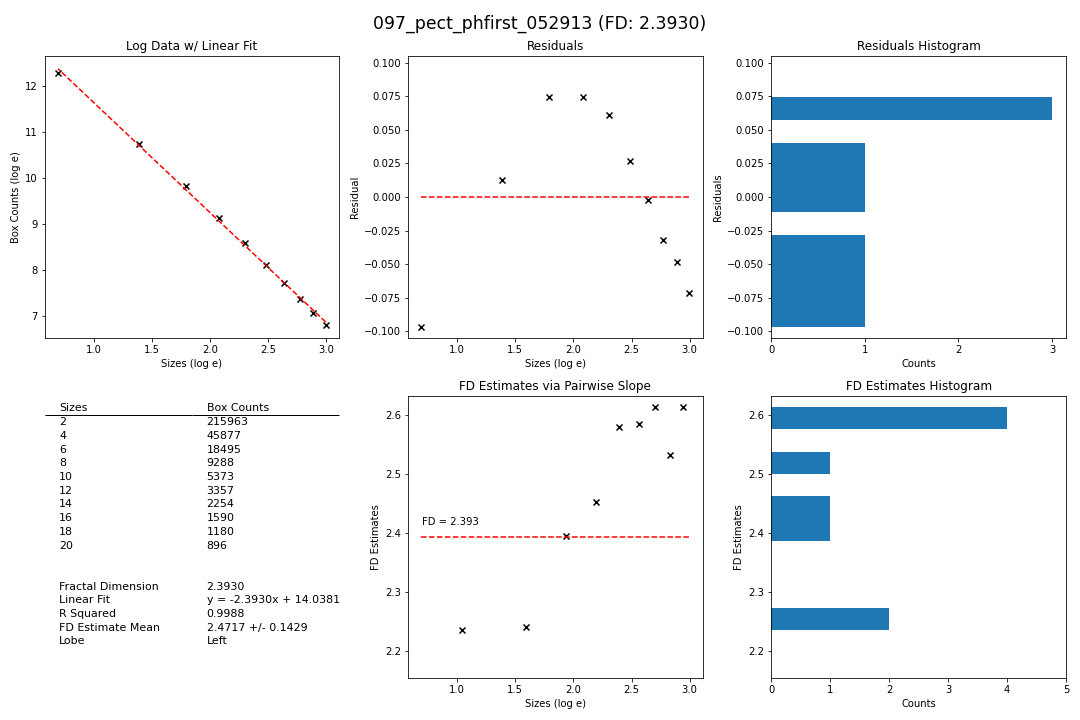 097_pect_phfirst_052913 (FD: 2.3930)
Log Data w/ Linear Fit
12
11
10
9
8
7
Box Counts (log e)
1.0 1.5 2.0 2.5 3.0
Sizes (log e)
Residuals
0.100
0.075
0.050
0.025
0.000
−0.025
−0.050
−0.075
−0.100
Residual
1.0 1.5 2.0 2.5 3.0
Sizes (log e)
Residuals Histogram
0.100
0.075
0.050
0.025
0.000
−0.025
−0.050
−0.075
−0.100
Residuals
0 1 2 3
Counts
Sizes Box Counts
2 215963
4 45877
6 18495
8 9288
10 5373
12 3357
14 2254
16 1590
18 1180
20 896
Fractal Dimension 2.3930
Linear Fit y = -2.3930x + 14.0381
R Squared 0.9988
FD Estimate Mean 2.4717 +/- 0.1429
Lobe Left
FD Estimates via Pairwise Slope
2.6
2.5
2.4
2.3
2.2
FD Estimates
FD = 2.393
1.0 1.5 2.0 2.5 3.0
Sizes (log e)
FD Estimates Histogram
2.6
2.5
2.4
2.3
2.2
FD Estimates
0 1 2 3 4 5
Counts